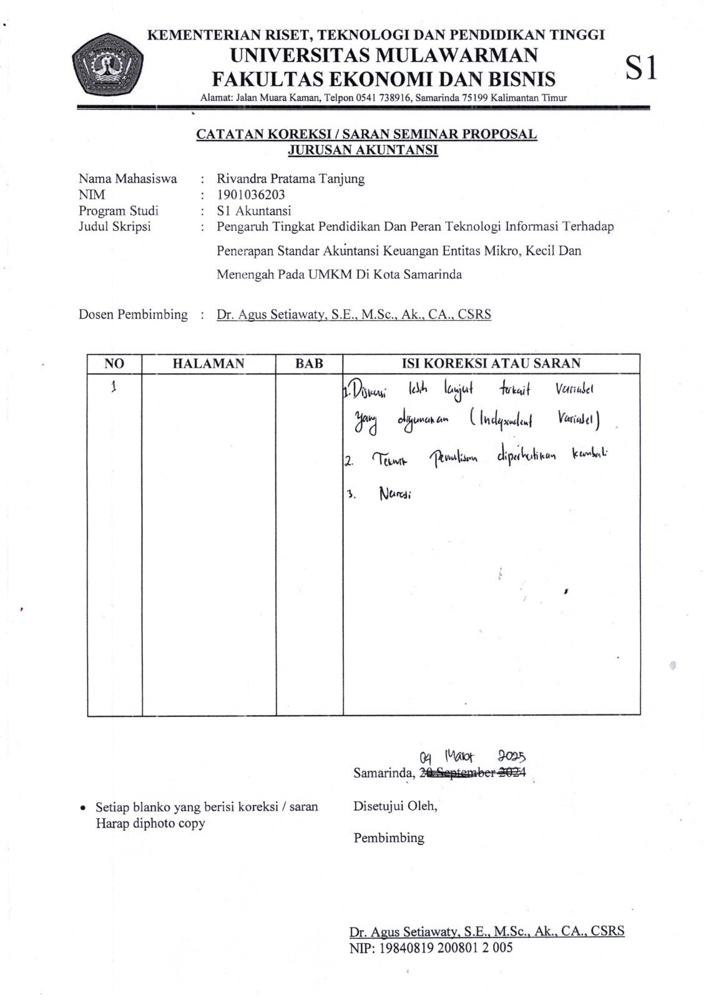 KEMENTERIAN RISET, TEKNOLOGI DAN PENDIDIKAN TINGGI
UNIVERSITAS MULAWARMAN
FAKULTAS EKONOMI DAN BISNIS
S1
Alamat: Jalan Muara Kaman, Telpon 0541 738916, Samarinda 75199 Kalimantan Timur
CATATAN KOREKSI / SARAN SEMINAR PROPOSAL
JURUSAN AKUNTANSI
Nama Mahasiswa : Rivandra Pratama Tanjung
NIM : 1901036203
Program Studi : S1 Akuntansi
Judul Skripsi : Pengaruh Tingkat Pendidikan Dan Peran Teknologi Informasi Terhadap
Penerapan Standar Akuntansi Keuangan Entitas Mikro, Kecil Dan
Menengah Pada UMKM Di Kota Samarinda
Dosen Pembimbing : Dr. Agus Setiawaty, S.E., M.Sc., Ak., CA., CSRS
NO HALAMAN BAB ISI KOREKSI ATAU SARAN
1 1. Diskusi lebih lanjut terkait Variabel
yang digunakan (Independent Variabel)
2. Teknik Penulisan diperhatikan kembali
3. Narasi
04 Maret 2025
Samarinda, 20 September 2024
• Setiap blanko yang berisi koreksi / saran Disetujui Oleh,
Harap diphoto copy
Pembimbing
Dr. Agus Setiawaty, S.E., M.Sc., Ak., CA., CSRS
NIP: 19840819 200801 2 005